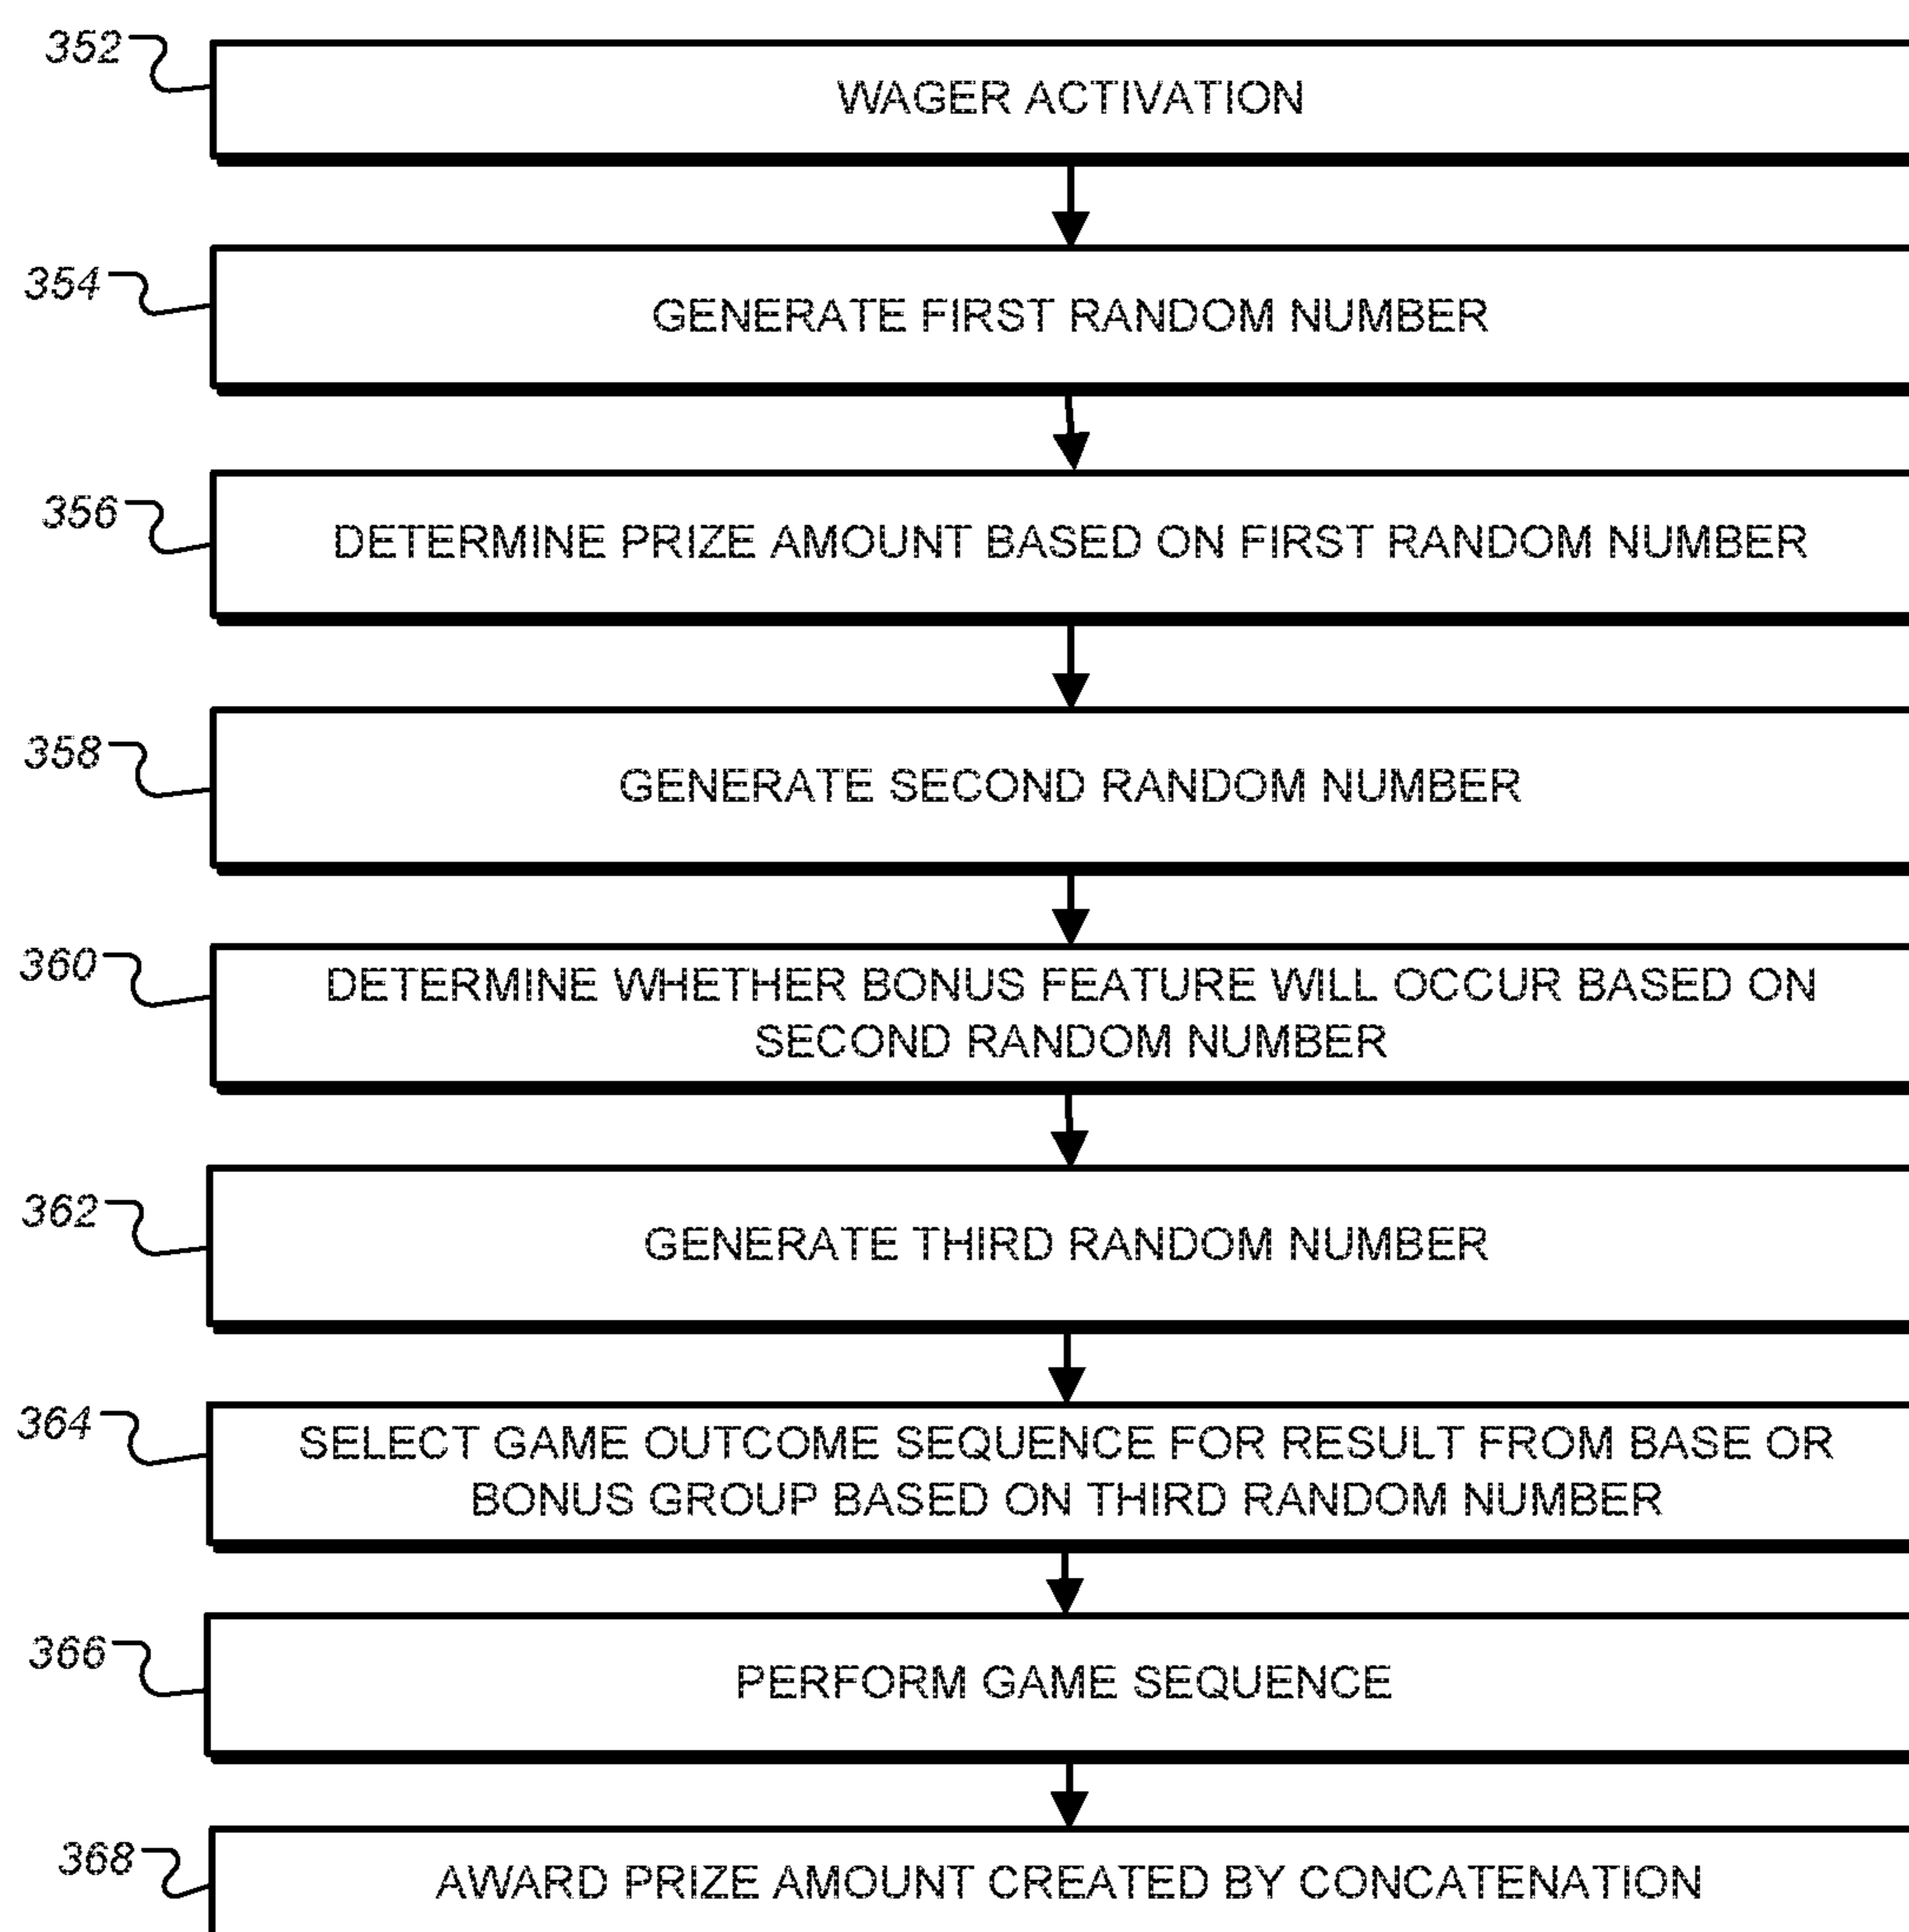 352
WAGER ACTIVATION
354
GENERATE FIRST RANDOM NUMBER
356
DETERMINE PRIZE AMOUNT BASED ON FIRST RANDOM NUMBER
358
GENERATE SECOND RANDOM NUMBER
360
DETERMINE WHETHER BONUS FEATURE WILL OCCUR BASED ON
SECOND RANDOM NUMBER
362
GENERATE THIRD RANDOM NUMBER
364
SELECT GAME OUTCOME SEQUENCE FOR RESULT FROM BASE OR
BONUS GROUP BASED ON THIRD RANDOM NUMBER
366
PERFORM GAME SEQUENCE
368
AWARD PRIZE AMOUNT CREATED BY CONCATENATION